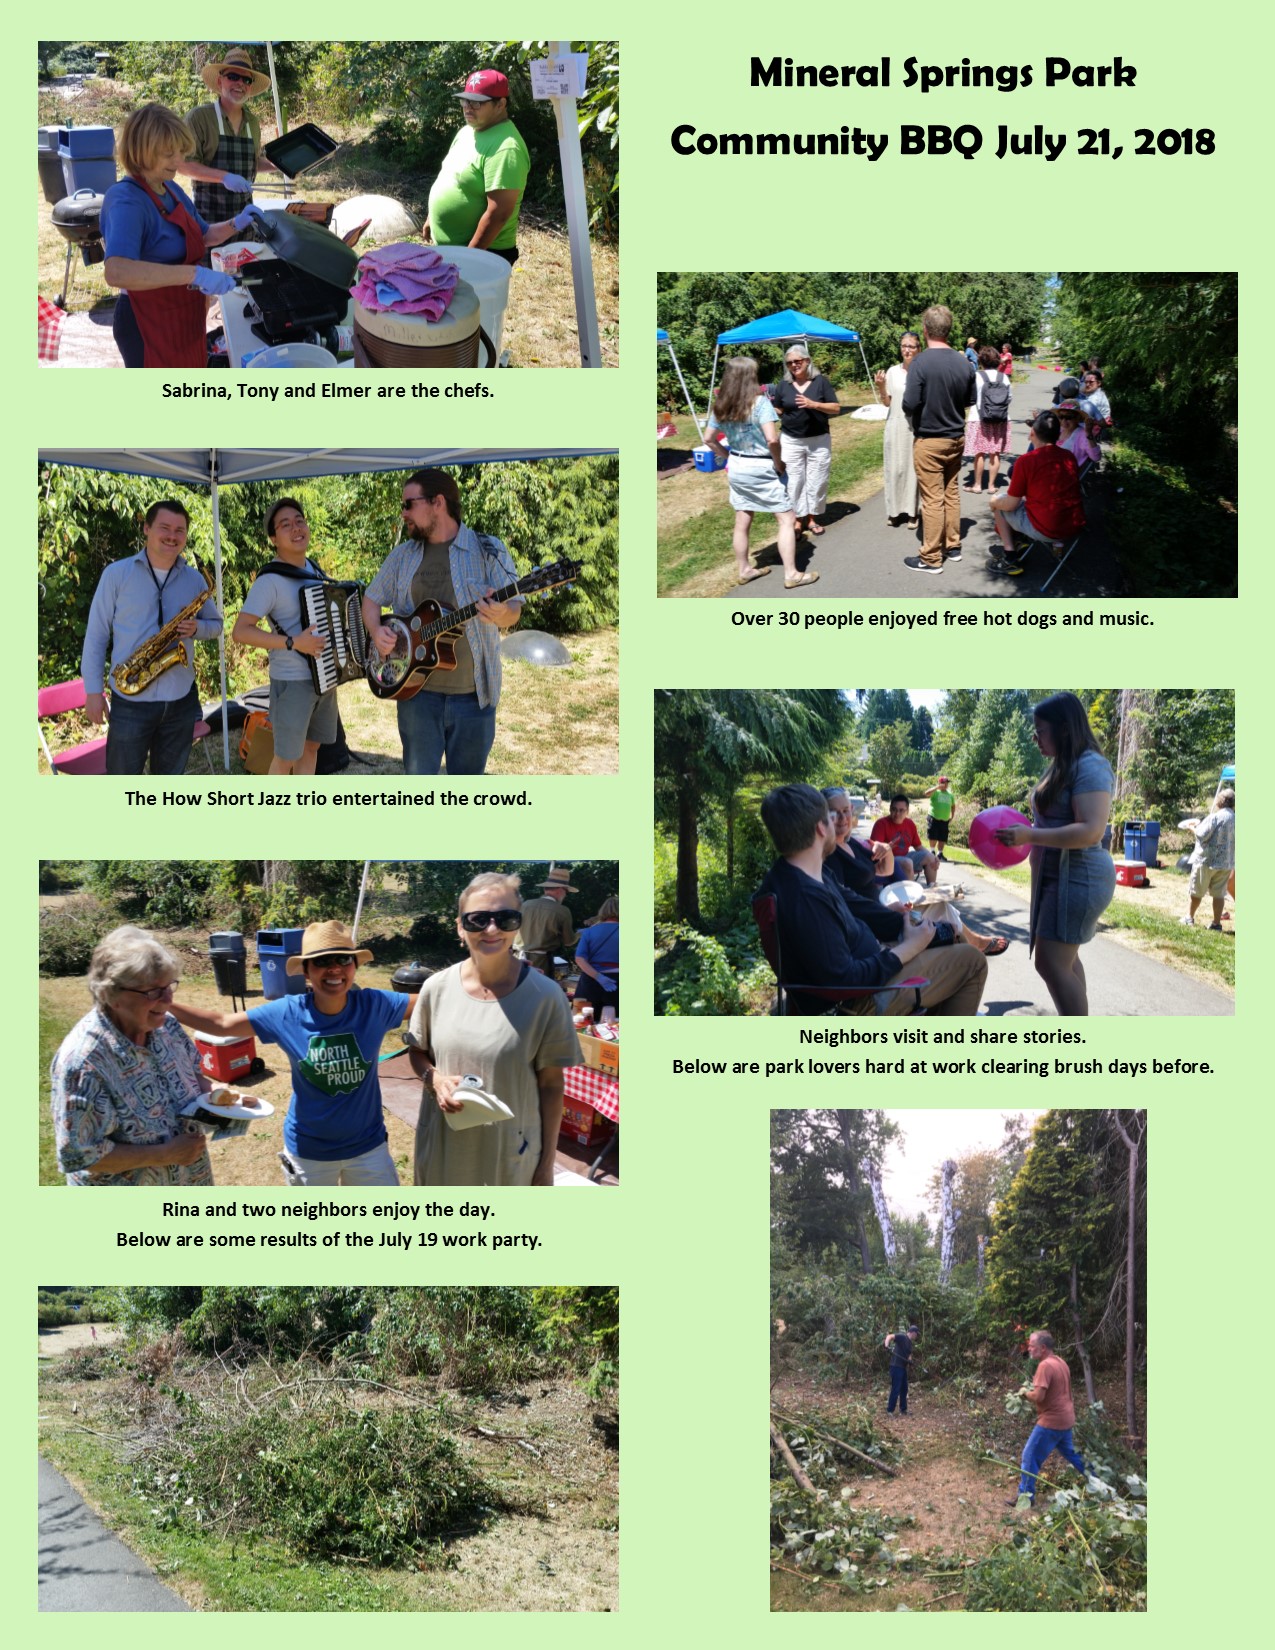 Mineral Springs Park
Community BBQ July 21, 2018
Sabrina, Tony and Elmer are the chefs.
Over 30 people enjoyed free hot dogs and music.
The How Short Jazz trio entertained the crowd.
Neighbors visit and share stories.
Below are park lovers hard at work clearing brush days before.
NORTH
SEATTLE
PROUD
Rina and two neighbors enjoy the day.
Below are some results of the July 19 work party.